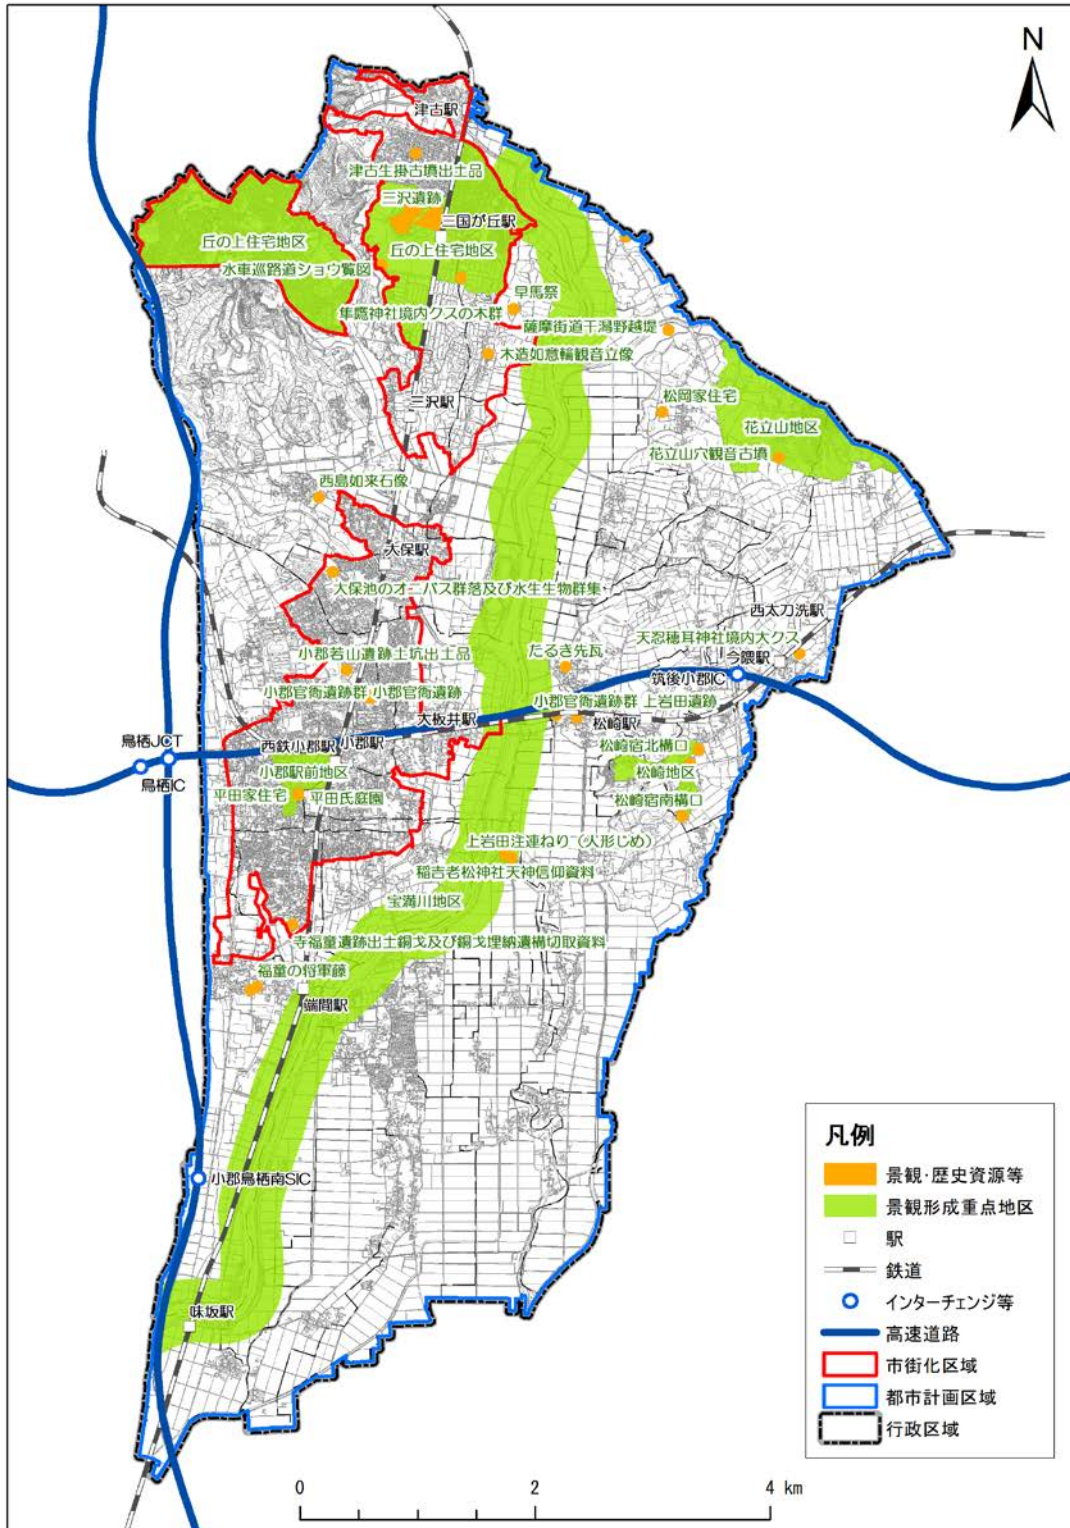 N
津古駅
津古生掛古墳出土品
三沢遺跡
三国が丘駅
丘の上住宅地区
丘の上住宅地区
水車巡路道ショウ覧図
早馬祭
隼鷹神社境内クスの木群
薩摩街道干潟野越堤
木造如意輪観音立像
三沢駅
松岡家住宅
花立山地区
花立山穴観音古墳
西島如来石像
大保駅
大保池のオニバス群落及び水生生物群集
西太刀洗駅
天忍穂耳神社境内大クス
今隈駅
たるき先瓦
小郡若山遺跡土坑出土品
筑後小郡IC
小郡官衙遺跡群 小郡官衙遺跡
小郡官衙遺跡群 上岩田遺跡
大板井駅
松崎駅
鳥栖JCT
西鉄小郡駅
小郡駅
松崎宿北構口
鳥栖IC
小郡駅前地区
松崎地区
平田家住宅
平田氏庭園
松崎宿南構口
上岩田注連ねり(人形じめ)
稲吉老松神社天神信仰資料
宝満川地区
寺福童遺跡出土銅戈及び銅戈埋納遺構切取資料
福童の将軍藤
端間駅
小郡鳥栖南SIC
味坂駅
凡例
景観・歴史資源等
景観形成重点地区
駅
鉄道
インターチェンジ等
高速道路
市街化区域
都市計画区域
行政区域
0 2 4 km